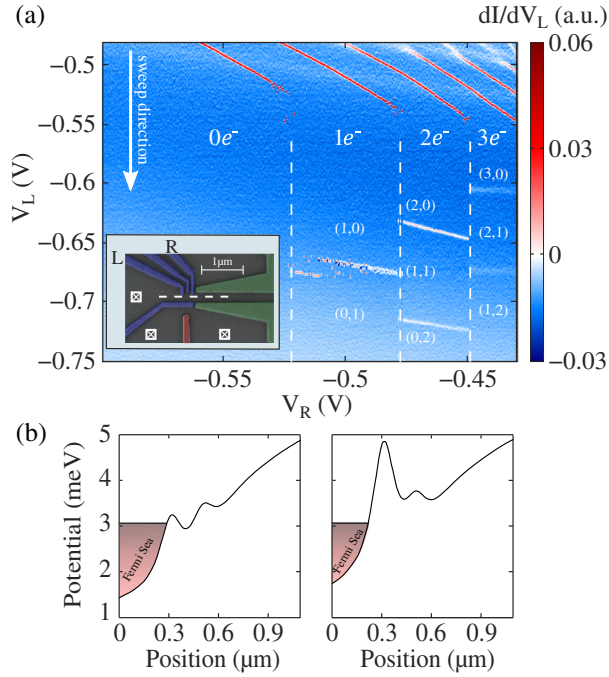 (a)
dI/dV_L (a.u.)
0.06
0.03
0
−0.03
−0.5
−0.55
−0.6
−0.65
−0.7
−0.75
V_L (V)
sweep direction
0e⁻ 1e⁻ 2e⁻ 3e⁻
(3,0)
(2,0)
(1,0) (2,1)
(1,1)
(0,1) (1,2)
(0,2)
R
L 1μm
−0.55 −0.5 −0.45
V_R (V)
(b)
Potential (meV)
5
4
3
2
1
Fermi Sea Fermi Sea
0 0.3 0.6 0.9 0 0.3 0.6 0.9
Position (μm) Position (μm)